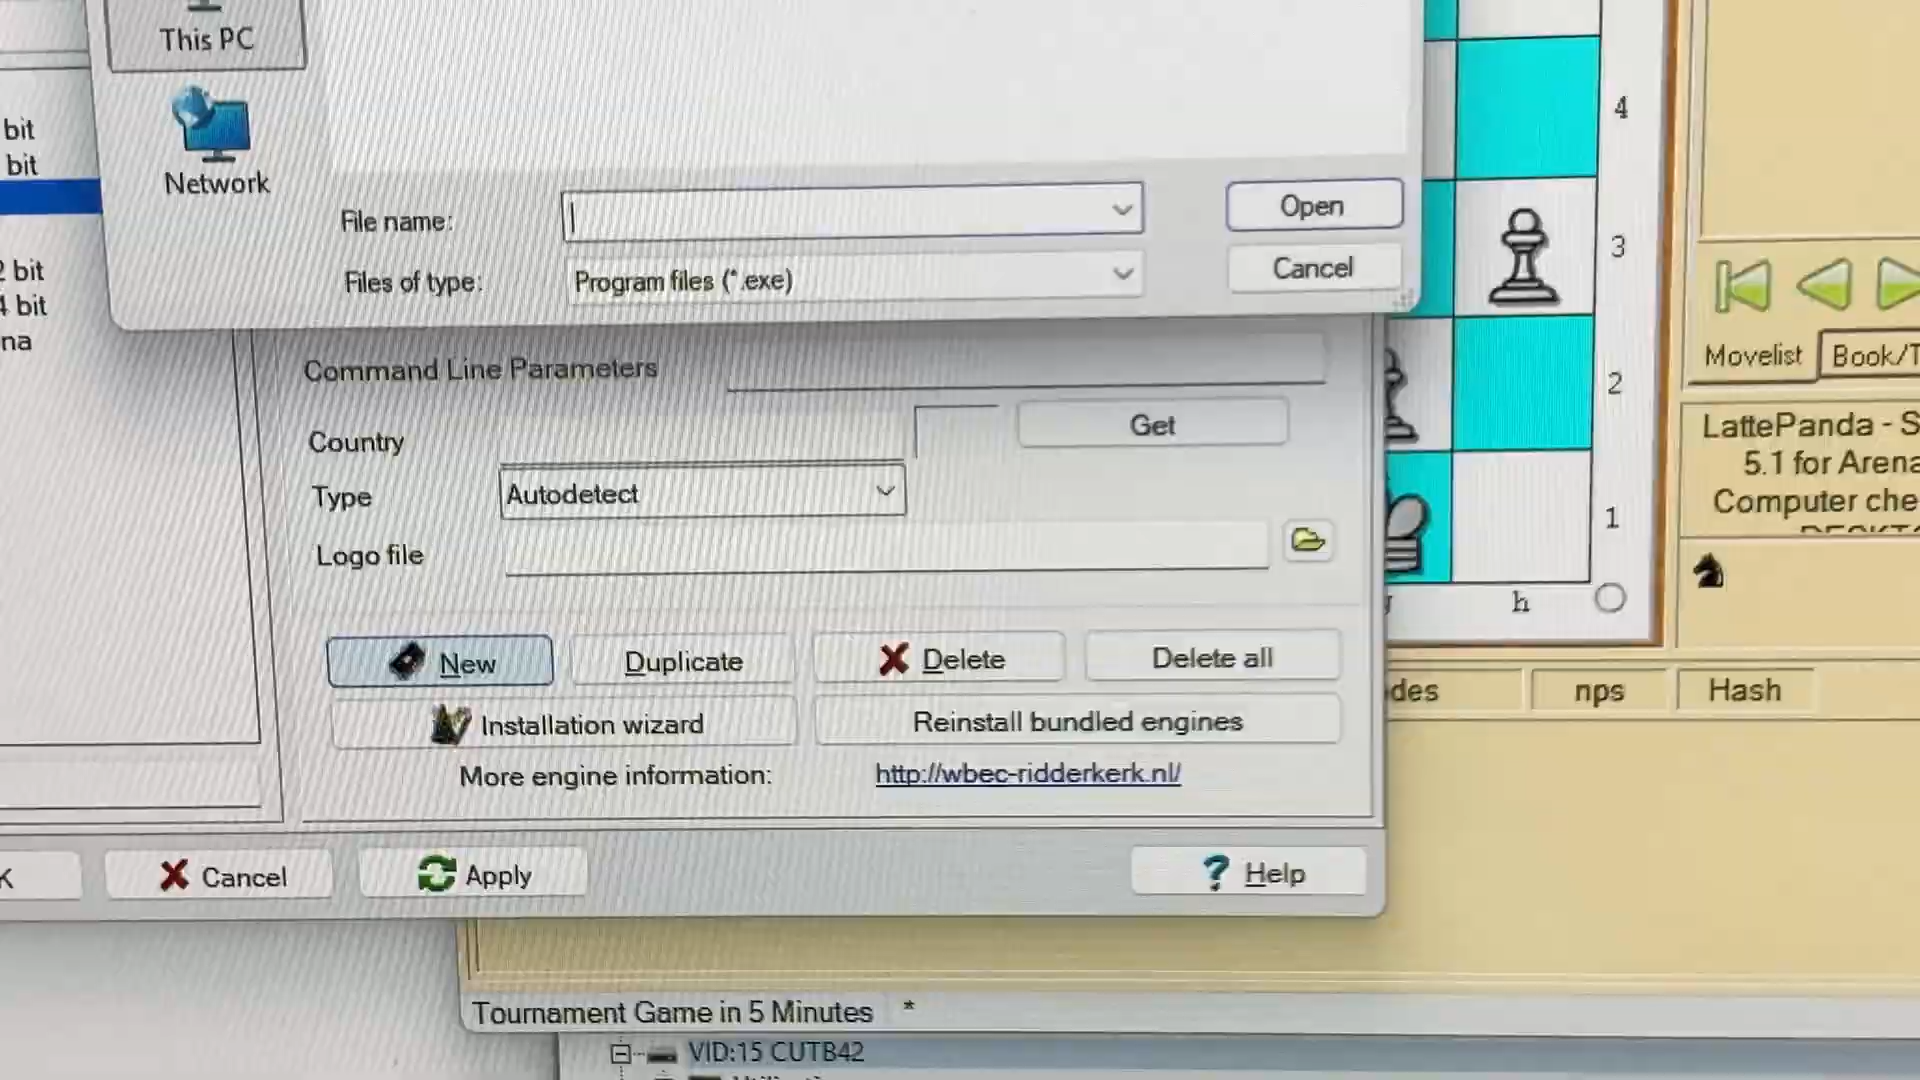 This PC
Network
bit
bit
2 bit
4 bit
na
File name:
Open
Files of type:
Program files (*.exe)
Cancel
Command Line Parameters
Country
Get
Type
Autodetect
Logo file
New
Duplicate
Delete
Delete all
Installation wizard
Reinstall bundled engines
More engine information:
http://wbec-ridderkerk.nl/
K
Cancel
Apply
Help
4
3
2
1
h
Movelist
Book/T
LattePanda - S
5.1 for Arena
Computer che
des
nps
Hash
Tournament Game in 5 Minutes *
VID:15 CUTB42